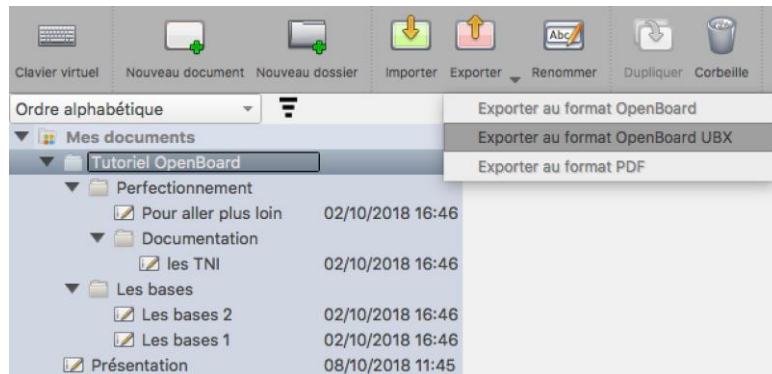 Abc
Clavier virtuel Nouveau document Nouveau dossier Importer Exporter Renommer Dupliquer Corbeille
Ordre alphabétique
Exporter au format OpenBoard
Mes documents
Exporter au format OpenBoard UBX
Tutoriel OpenBoard
Exporter au format PDF
Perfectionnement
Pour aller plus loin 02/10/2018 16:46
Documentation
les TNI 02/10/2018 16:46
Les bases
Les bases 2 02/10/2018 16:46
Les bases 1 02/10/2018 16:46
Présentation 08/10/2018 11:45